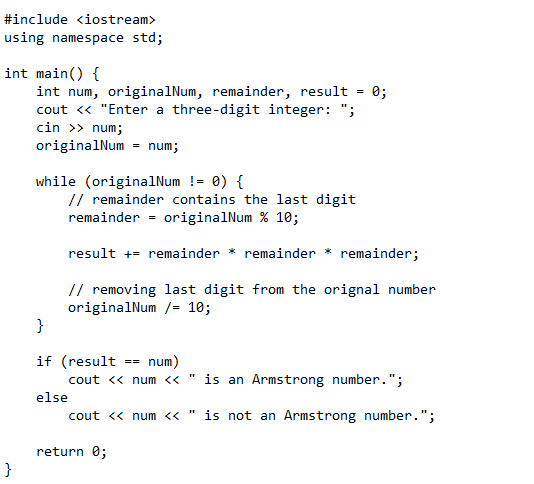 #include <iostream>
using namespace std;
int main() {
int num, originalNum, remainder, result = 0;
cout << "Enter a three-digit integer: ";
cin >> num;
originalNum = num;
while (originalNum != 0) {
// remainder contains the last digit
remainder = originalNum % 10;
result += remainder * remainder * remainder;
// removing last digit from the orignal number
originalNum /= 10;
}
if (result == num)
cout << num << " is an Armstrong number.";
else
cout << num << " is not an Armstrong number.";
return 0;
}